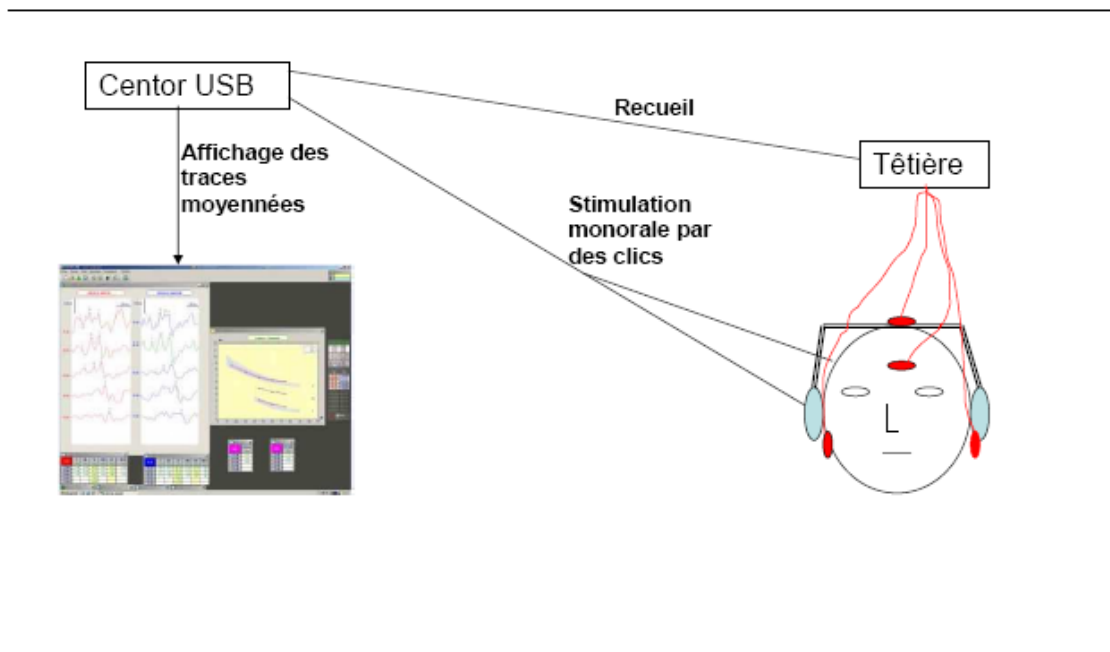 Centor USB
Recueil
Affichage des
traces
moyennées
Têtière
Stimulation
monorale par
des clics